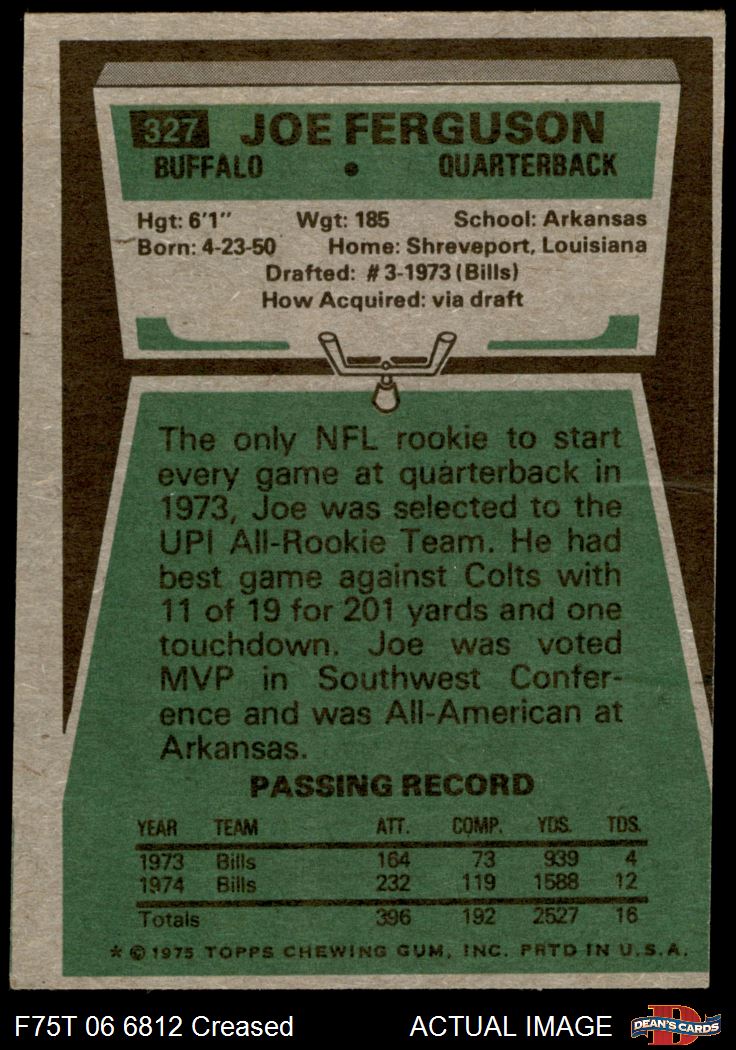 327 JOE FERGUSON
BUFFALO • QUARTERBACK
Hgt: 6'1" Wgt: 185 School: Arkansas
Born: 4-23-50 Home: Shreveport, Louisiana
Drafted: #3-1973 (Bills)
How Acquired: via draft
The only NFL rookie to start
every game at quarterback in
1973, Joe was selected to the
UPI All-Rookie Team. He had
best game against Colts with
11 of 19 for 201 yards and one
touchdown. Joe was voted
MVP in Southwest Confer-
ence and was All-American at
Arkansas.
PASSING RECORD
YEAR TEAM ATT. COMP. YDS. TDS.
1973 Bills 164 73 939 4
1974 Bills 232 119 1588 12
Totals 396 192 2527 16
* © 1975 TOPPS CHEWING GUM, INC. PRTD IN U.S.A.
F75T 06 6812 Creased ACTUAL IMAGE DEAN'S CARDS